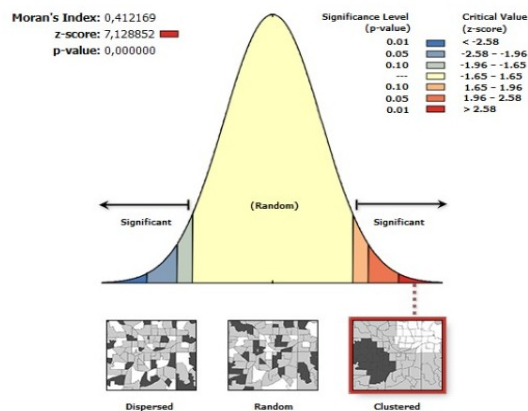 Moran's Index: 0,412169
z-score: 7,128852
p-value: 0,000000
Significance Level
(p-value)
Critical Value
(z-score)
0.01 < -2.58
0.05 -2.58 – -1.96
0.10 -1.96 – -1.65
--- -1.65 – 1.65
0.10 1.65 – 1.96
0.05 1.96 – 2.58
0.01 > 2.58
(Random)
Significant
Significant
Dispersed
Random
Clustered